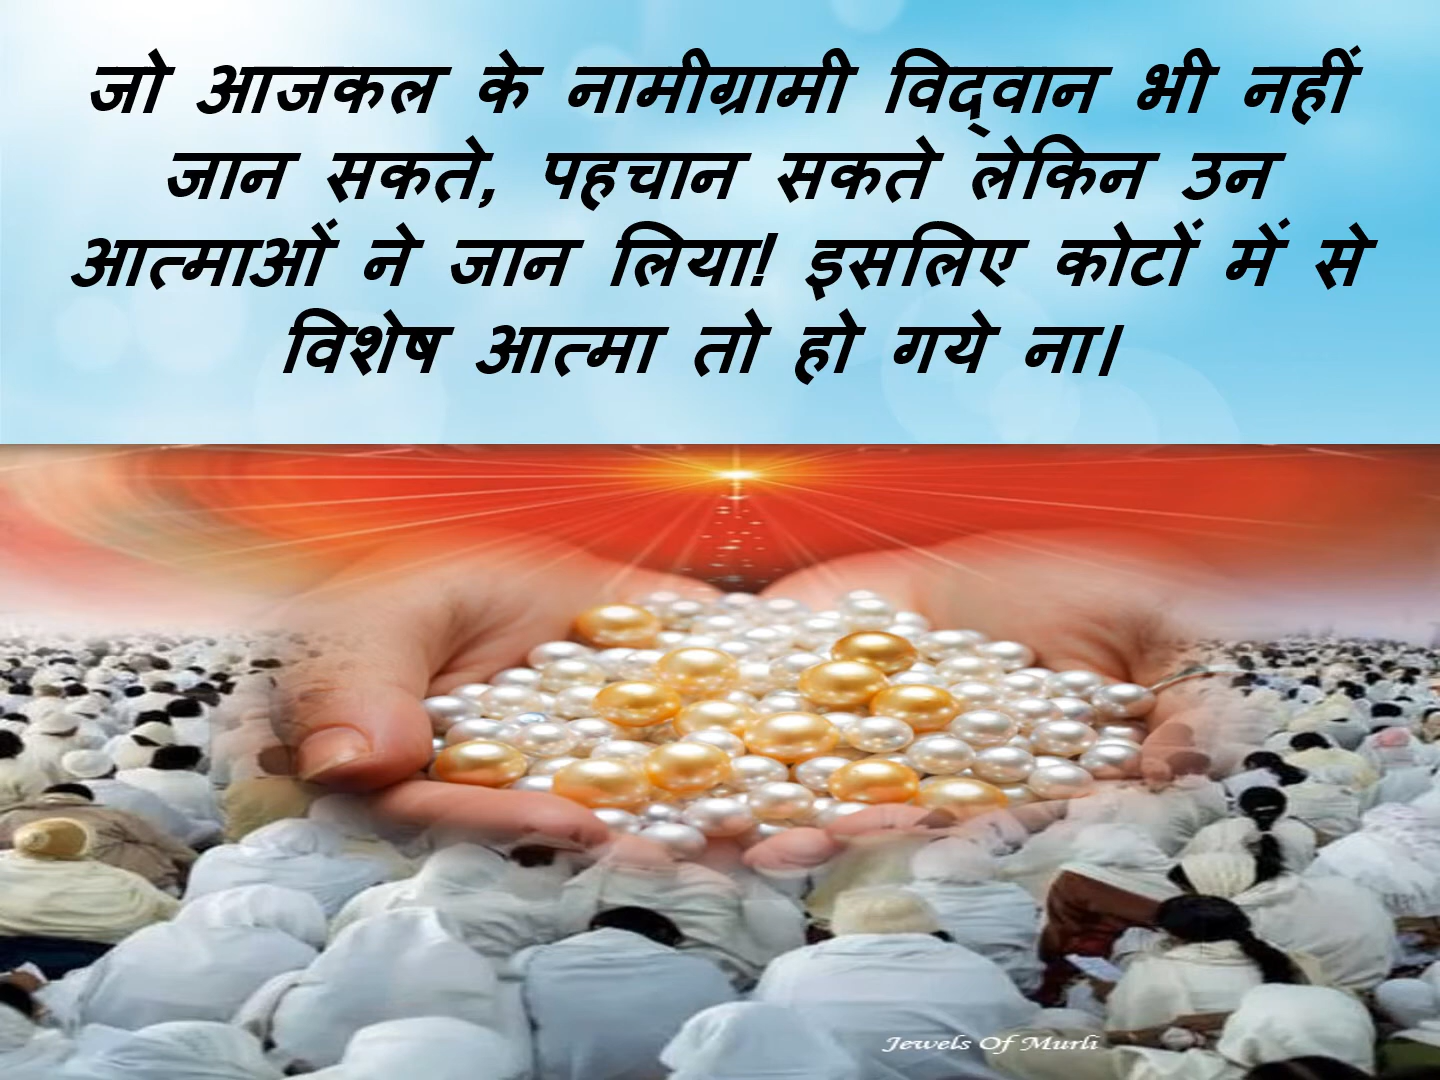 जो आजकल के नामीग्रामी विद्वान भी नहीं
जान सकते, पहचान सकते लेकिन उन
आत्माओं ने जान लिया! इसलिए कोटों में से
विशेष आत्मा तो हो गये ना।
Jewels Of Murli